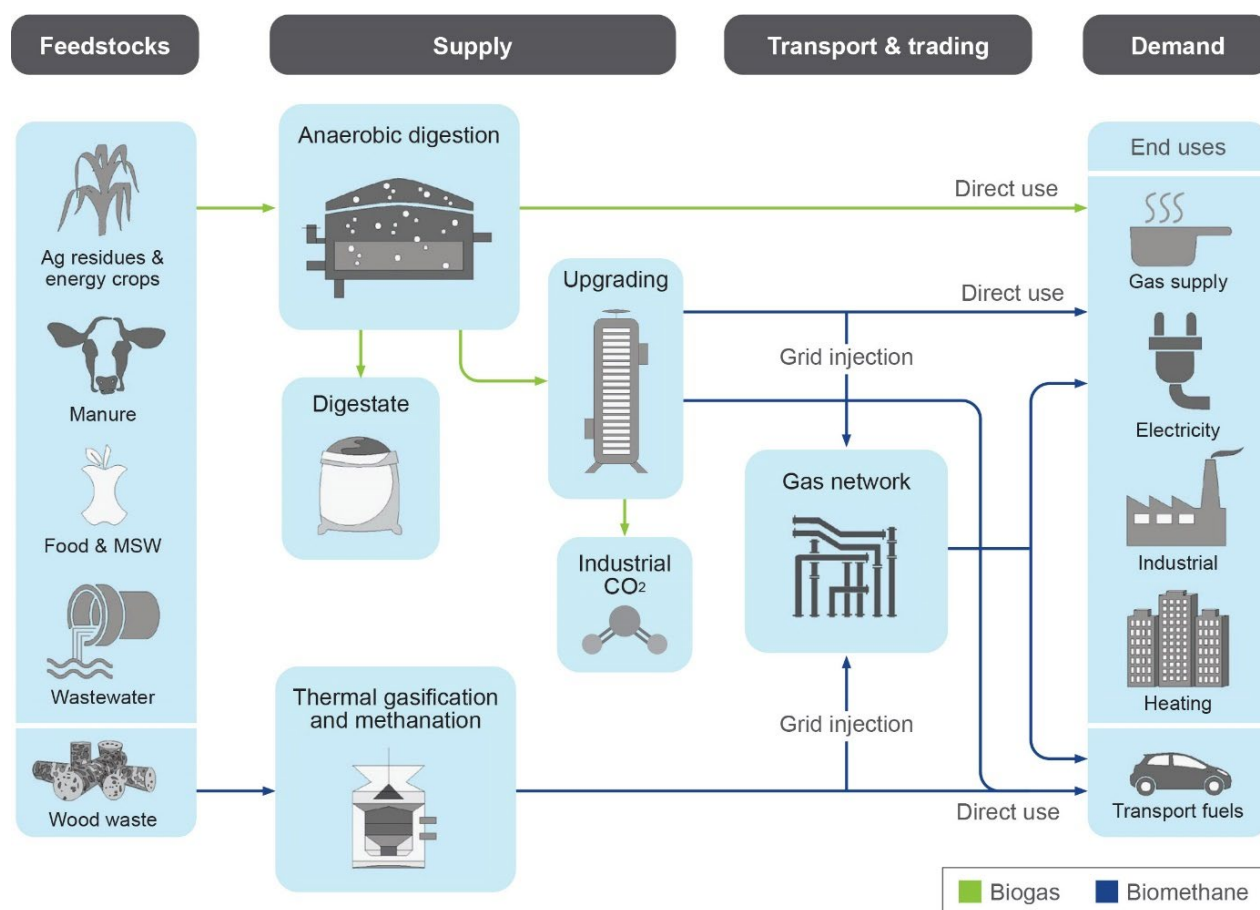 Feedstocks
Supply
Transport & trading
Demand
Ag residues &
energy crops
Manure
Food & MSW
Wastewater
Wood waste
Anaerobic digestion
Digestate
Upgrading
Industrial
CO₂
Thermal gasification
and methanation
Direct use
Direct use
Grid injection
Gas network
Grid injection
Direct use
End uses
Gas supply
Electricity
Industrial
Heating
Transport fuels
Biogas
Biomethane